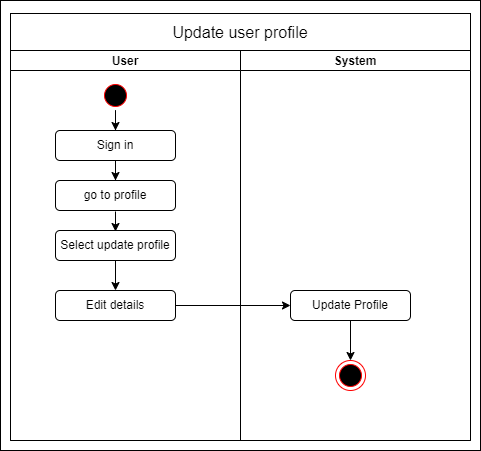 Update user profile
User
System
Sign in
go to profile
Select update profile
Edit details
Update Profile